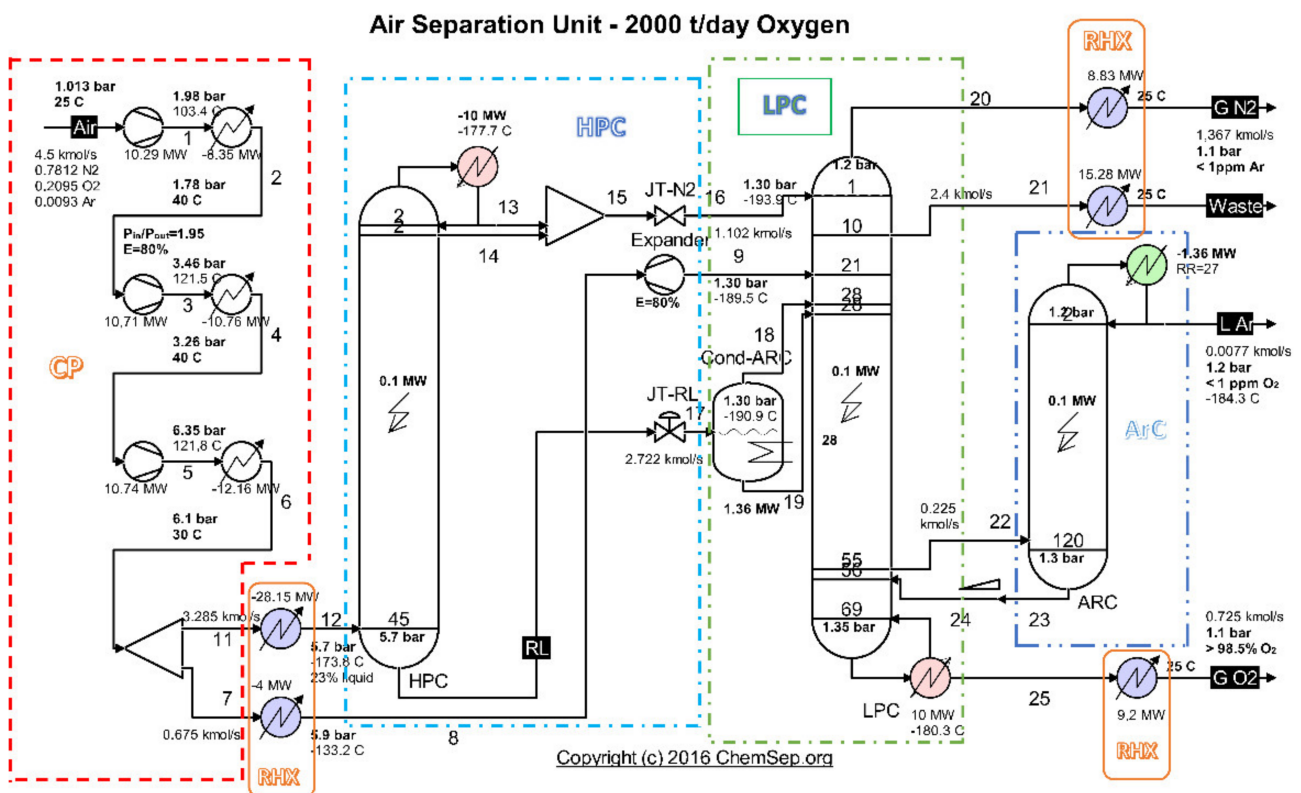 Air Separation Unit - 2000 t/day Oxygen
1.013 bar
25 C
Air
4.5 kmol/s
0.7812 N2
0.2095 O2
0.0093 Ar
10.29 MW
1.98 bar
103.4 C
1
-8.35 MW
2
1.78 bar
40 C
Pin/Pout=1.95
E=80%
3.46 bar
121.5 C
3
10,71 MW
-10.76 MW
4
3.26 bar
40 C
CP
6.35 bar
121,8 C
5
10.74 MW
-12.16 MW
6
6.1 bar
30 C
3.285 kmol/s
11
-28.15 MW
12
5.7 bar
-173.8 C
23% liquid
7
0.675 kmol/s
-4 MW
5.9 bar
-133.2 C
RHX
8
HPC
-10 MW
-177.7 C
2
2
13
14
0.1 MW
45
5.7 bar
HPC
RL
15
JT-N2
16
Expander
E=80%
9
1.30 bar
-193.9 C
1.102 kmol/s
1.30 bar
-189.5 C
18
Cond-ARC
1.30 bar
-190.9 C
JT-RL
17
2.722 kmol/s
1.36 MW
19
LPC
1.2 bar
1
10
21
28
28
0.1 MW
28
55
56
69
1.35 bar
LPC
10 MW
-180.3 C
20
21
2.4 kmol/s
RHX
8.83 MW
25 C
G N2
1,367 kmol/s
1.1 bar
< 1ppm Ar
15.28 MW
25 C
Waste
-1.36 MW
RR=27
1.2 bar
2
L Ar
0.0077 kmol/s
1.2 bar
< 1 ppm O2
-184.3 C
0.1 MW
ArC
0.225
kmol/s
22
120
1.3 bar
ARC
24
23
25
0.725 kmol/s
1.1 bar
> 98.5% O2
25 C
G O2
9,2 MW
RHX
Copyright (c) 2016 ChemSep.org